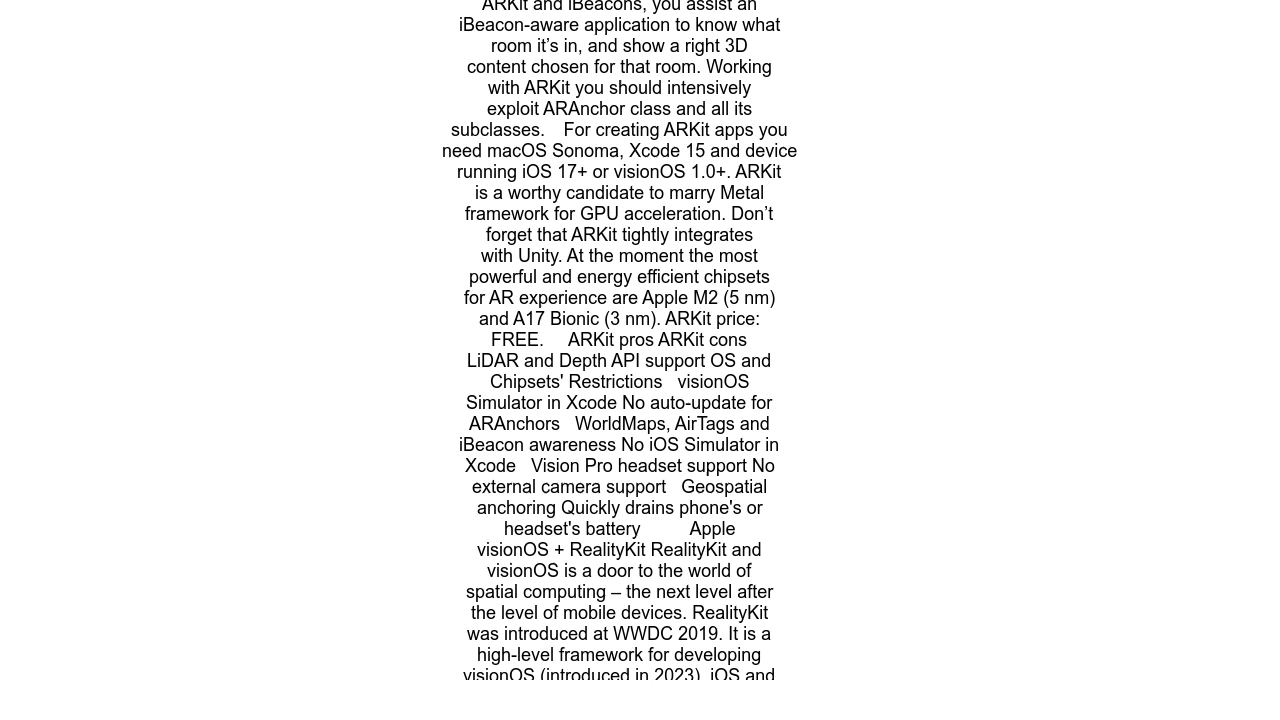 ARKit and iBeacons, you assist an
iBeacon-aware application to know what
room it’s in, and show a right 3D
content chosen for that room. Working
with ARKit you should intensively
exploit ARAnchor class and all its
subclasses.    For creating ARKit apps you
need macOS Sonoma, Xcode 15 and device
running iOS 17+ or visionOS 1.0+. ARKit
is a worthy candidate to marry Metal
framework for GPU acceleration. Don’t
forget that ARKit tightly integrates
with Unity. At the moment the most
powerful and energy efficient chipsets
for AR experience are Apple M2 (5 nm)
and A17 Bionic (3 nm). ARKit price:
FREE.     ARKit pros ARKit cons
LiDAR and Depth API support OS and
Chipsets' Restrictions   visionOS
Simulator in Xcode No auto-update for
ARAnchors   WorldMaps, AirTags and
iBeacon awareness No iOS Simulator in
Xcode   Vision Pro headset support No
external camera support   Geospatial
anchoring Quickly drains phone's or
headset's battery          Apple
visionOS + RealityKit RealityKit and
visionOS is a door to the world of
spatial computing – the next level after
the level of mobile devices. RealityKit
was introduced at WWDC 2019. It is a
high-level framework for developing
visionOS (introduced in 2023), iOS and